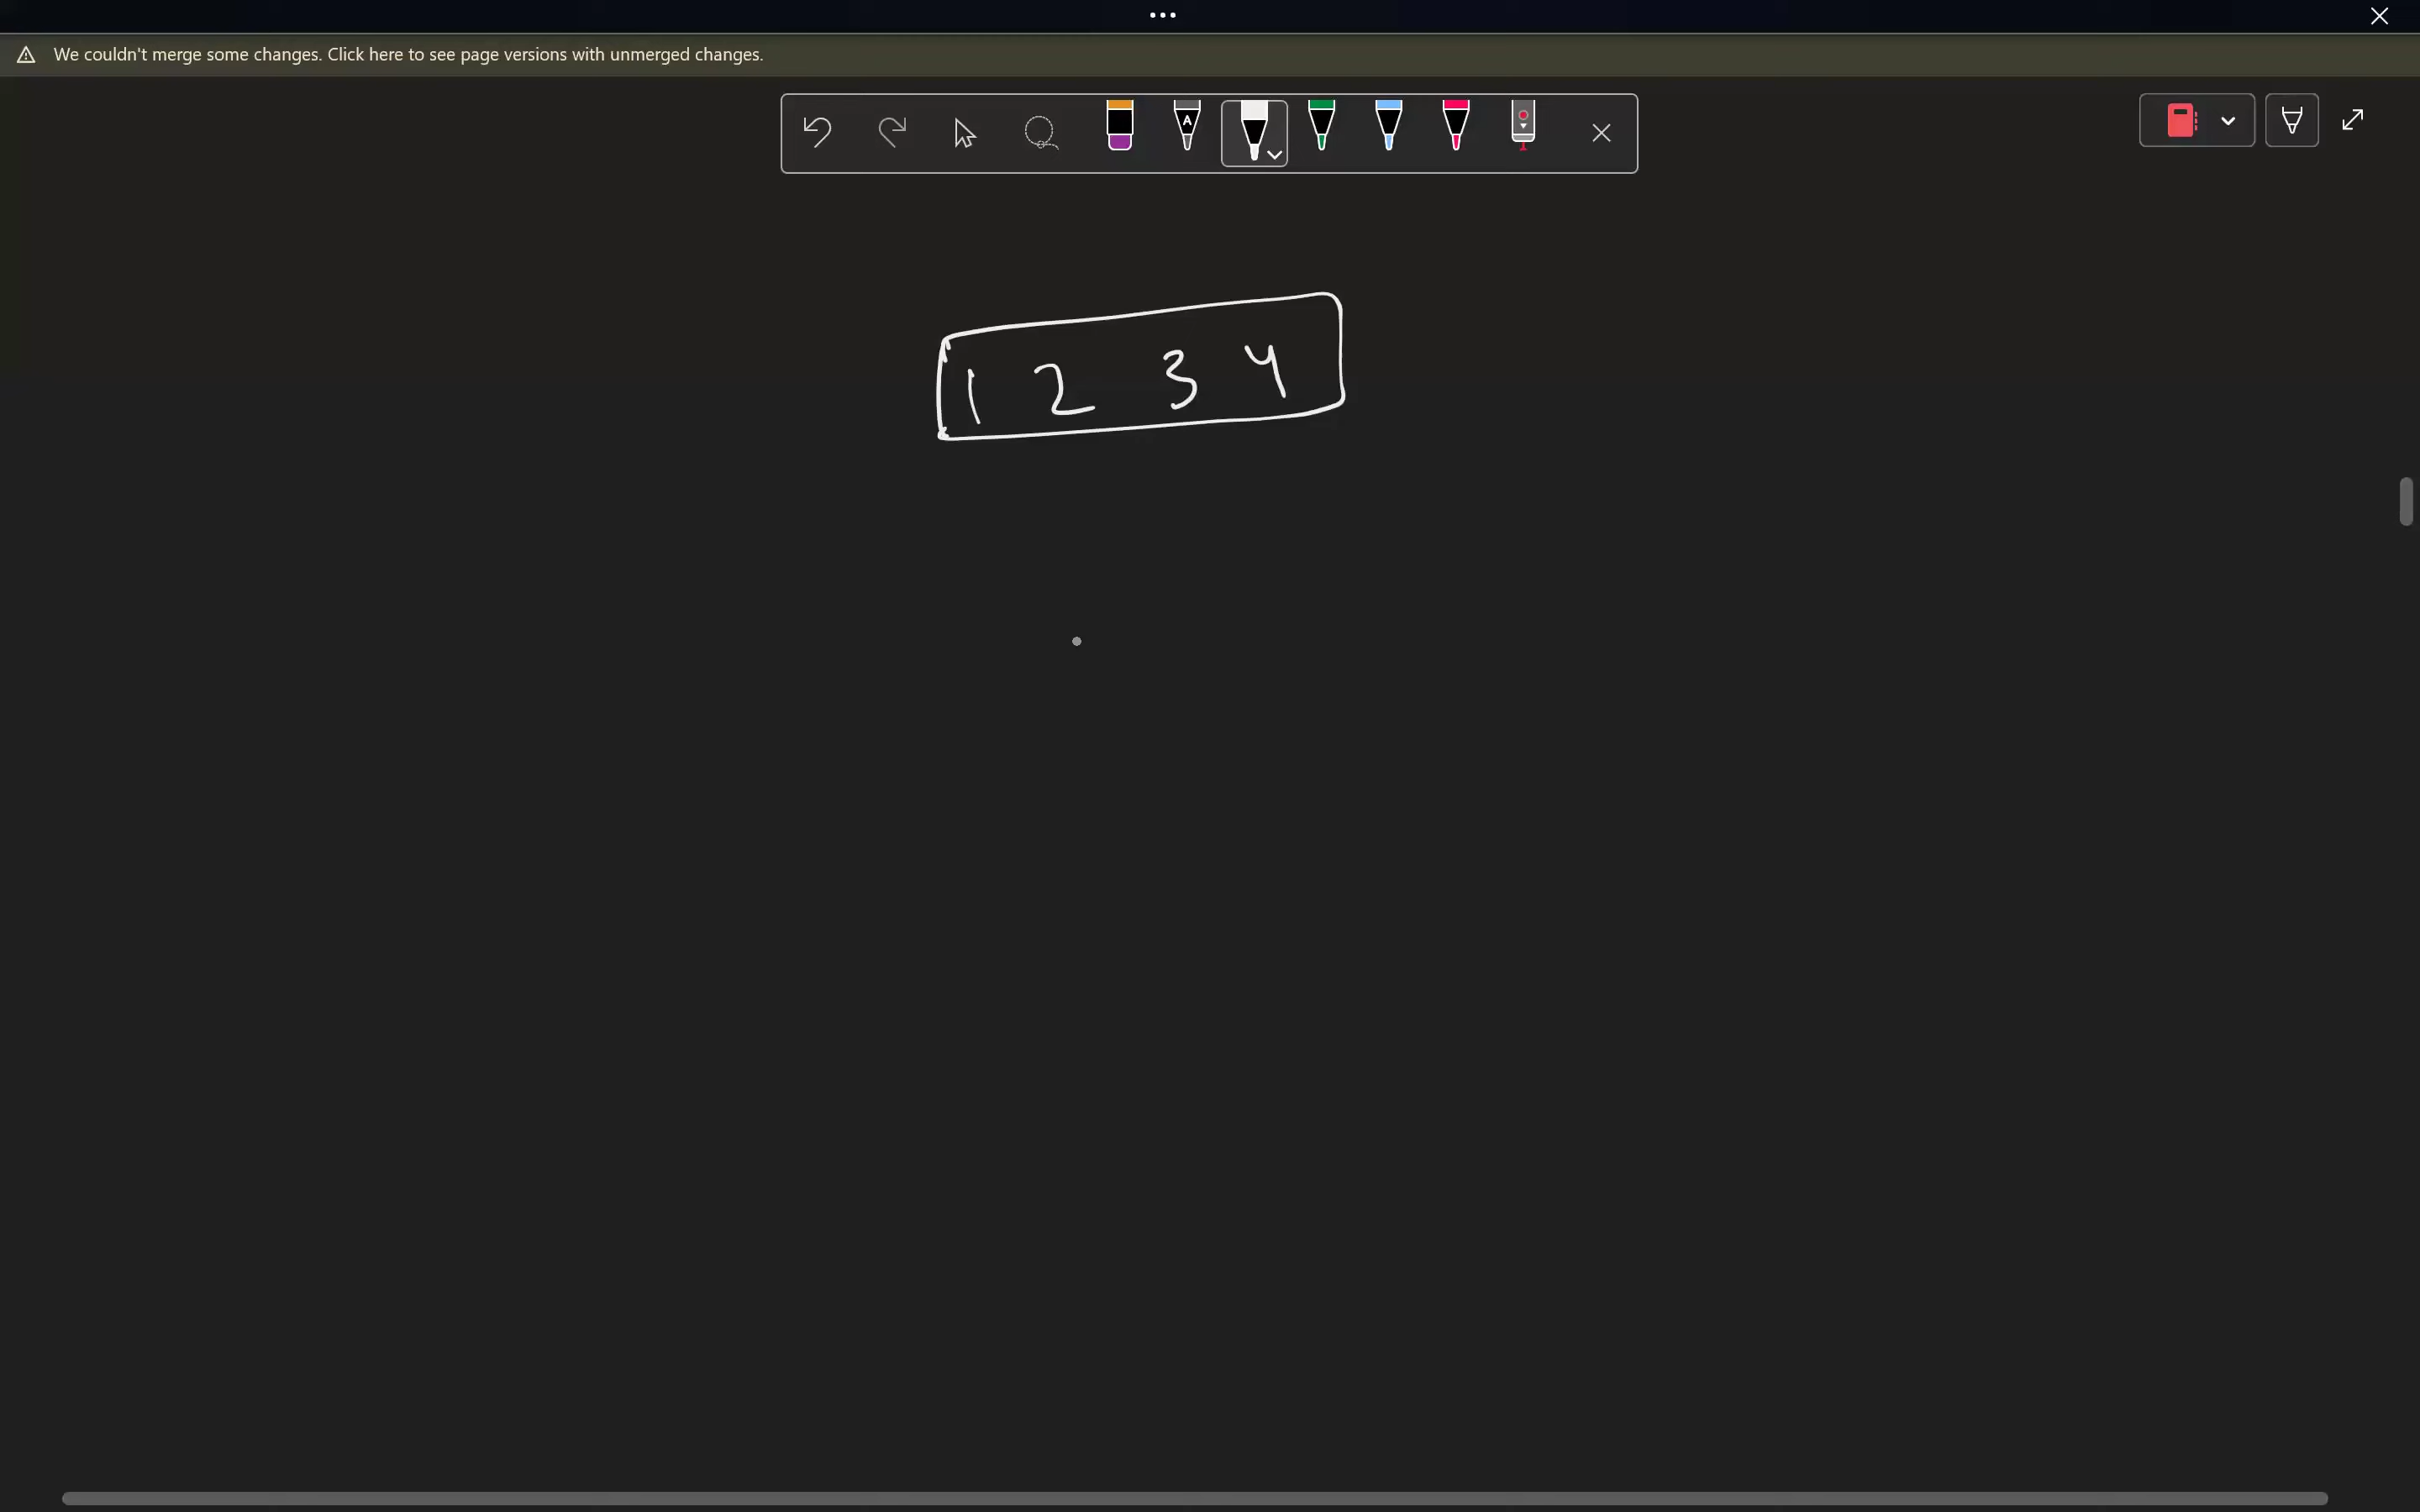 We couldn't merge some changes. Click here to see page versions with unmerged changes.
A
1 2 3 4